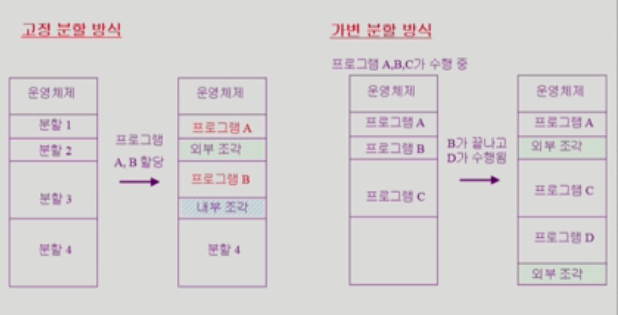 고정 분할 방식
운영체제
분할 1
분할 2
분할 3
분할 4
프로그램
A, B 할당
운영체제
프로그램 A
외부 조각
프로그램 B
내부 조각
분할 4
가변 분할 방식
프로그램 A,B,C가 수행 중
운영체제
프로그램 A
프로그램 B
프로그램 C
B가 끝나고
D가 수행됨
운영체제
프로그램 A
외부 조각
프로그램 C
프로그램 D
외부 조각